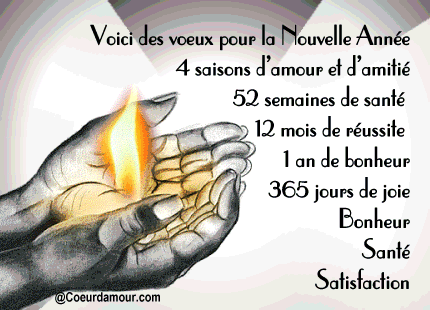 Voici des voeux pour la Nouvelle Année
4 saisons d'amour et d'amitié
52 semaines de santé
12 mois de réussite
1 an de bonheur
365 jours de joie
Bonheur
Santé
Satisfaction
@Coeurdamour.com